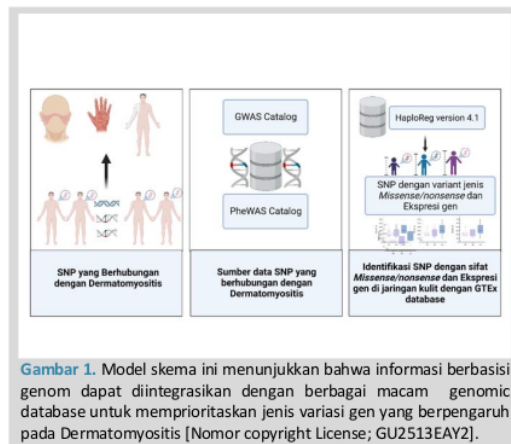 GWAS Catalog
PheWAS Catalog
HaploReg version 4.1
SNP dengan variant jenis
Missense/nonsense dan
Ekspresi gen
SNP yang Berhubungan
dengan Dermatomyositis
Sumber data SNP yang
berhubungan dengan
Dermatomyositis
Identifikasi SNP dengan sifat
Missense/nonsense dan Ekspresi
gen di jaringan kulit dengan GTEx
database
Gambar 1. Model skema ini menunjukkan bahwa informasi berbasisi
genom dapat diintegrasikan dengan berbagai macam genomic
database untuk memprioritaskan jenis variasi gen yang berpengaruh
pada Dermatomyositis [Nomor copyright License; GU2513EAY2].